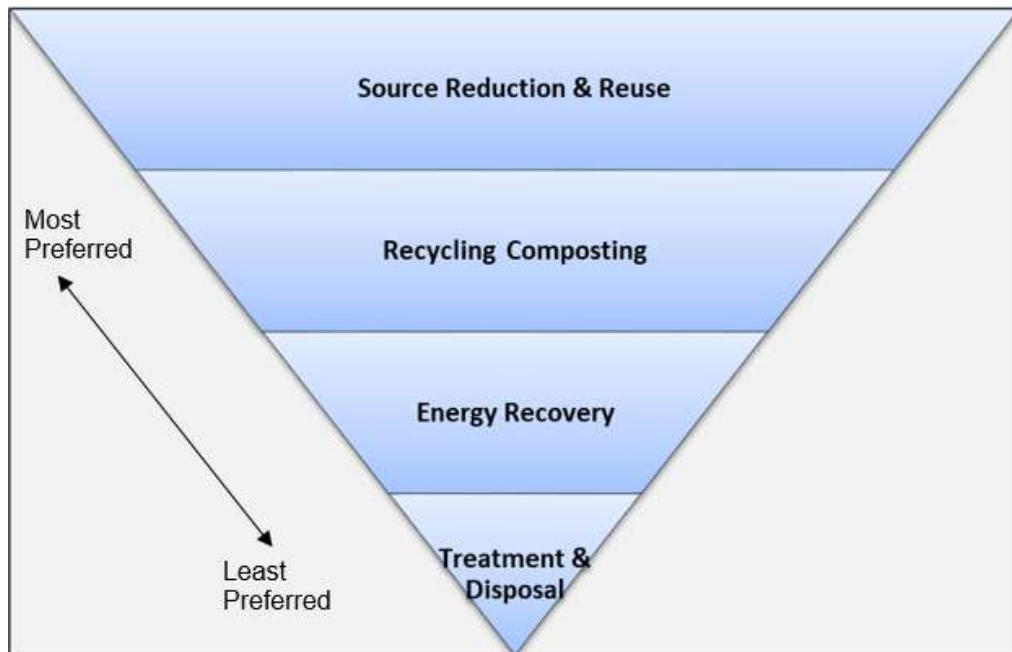 Source Reduction & Reuse
Most
Preferred
Recycling Composting
Energy Recovery
Treatment &
Disposal
Least
Preferred